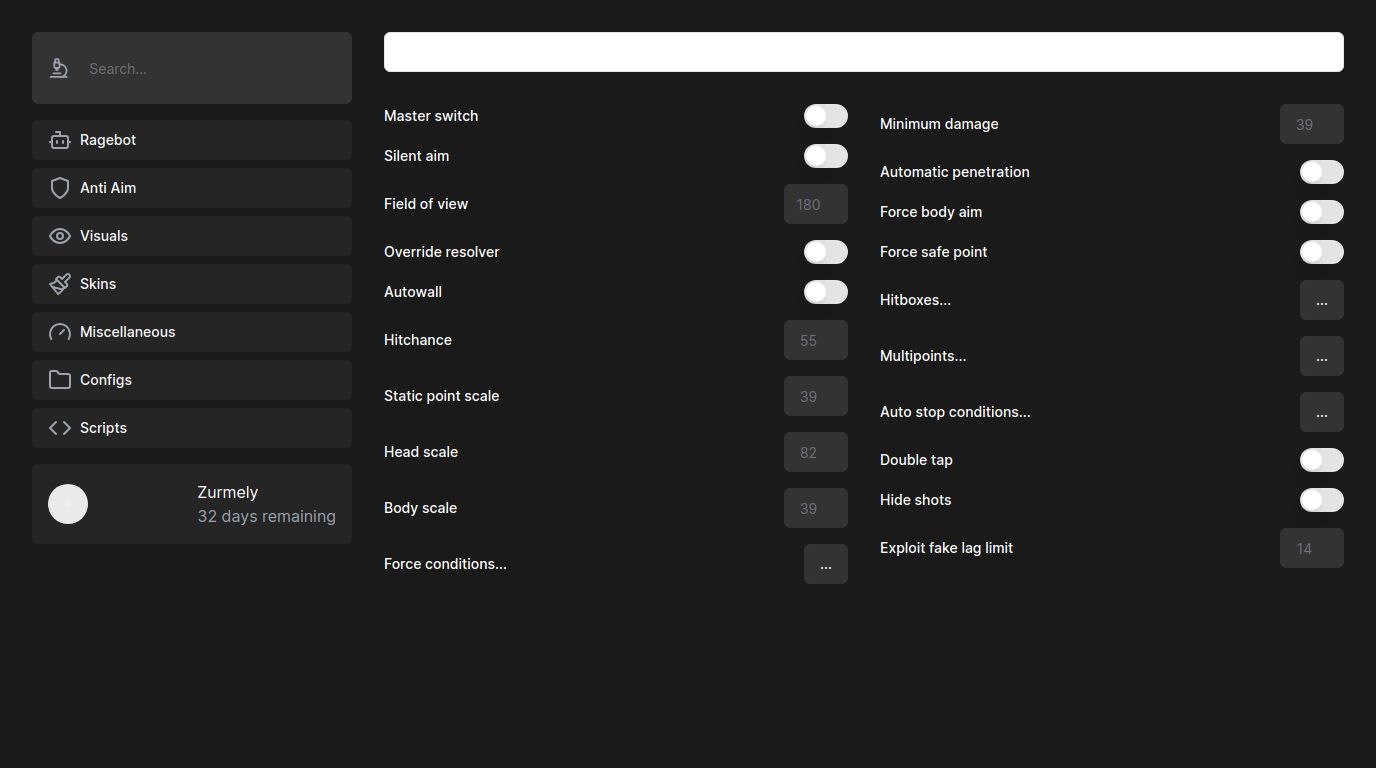 Search...
Ragebot
Anti Aim
Visuals
Skins
Miscellaneous
Configs
Scripts
Zurmely
32 days remaining
Master switch
Silent aim
Field of view 180
Override resolver
Autowall
Hitchance 55
Static point scale 39
Head scale 82
Body scale 39
Force conditions... ...
Minimum damage 39
Automatic penetration
Force body aim
Force safe point
Hitboxes... ...
Multipoints... ...
Auto stop conditions... ...
Double tap
Hide shots
Exploit fake lag limit 14